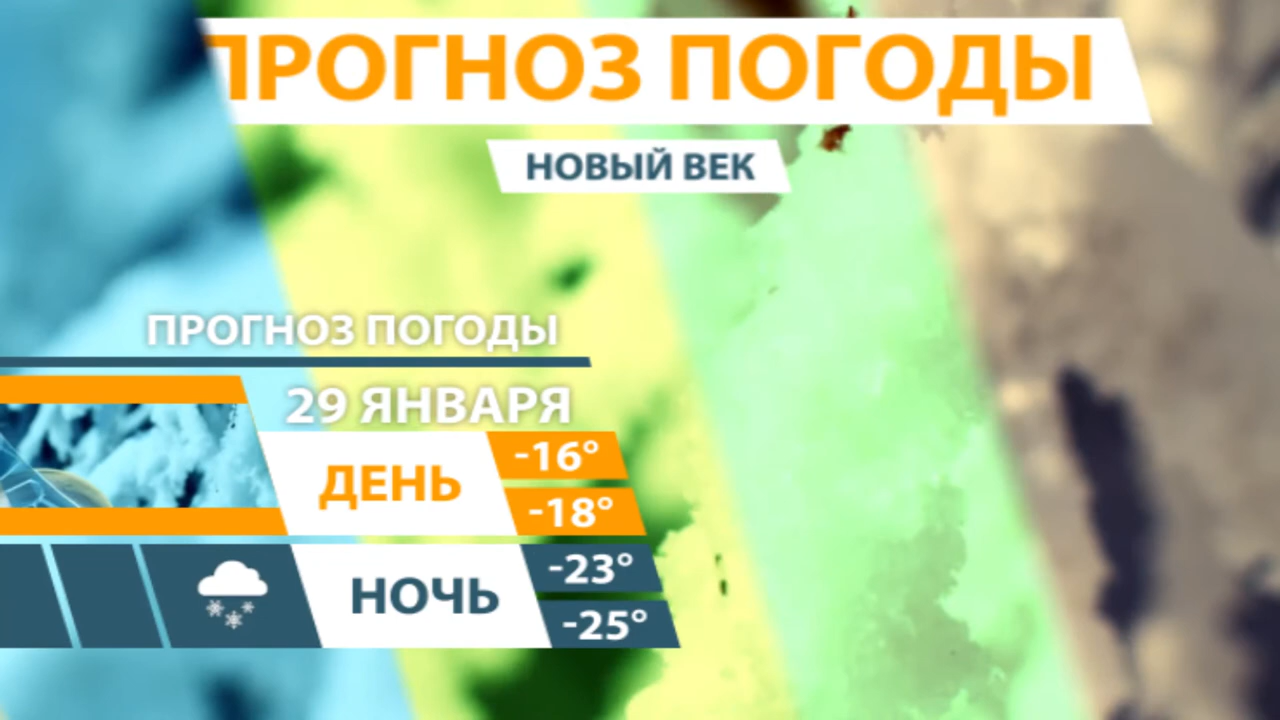 ПРОГНОЗ ПОГОДЫ
НОВЫЙ ВЕК
ПРОГНОЗ ПОГОДЫ
29 ЯНВАРЯ
ДЕНЬ
-16°
-18°
НОЧЬ
-23°
-25°